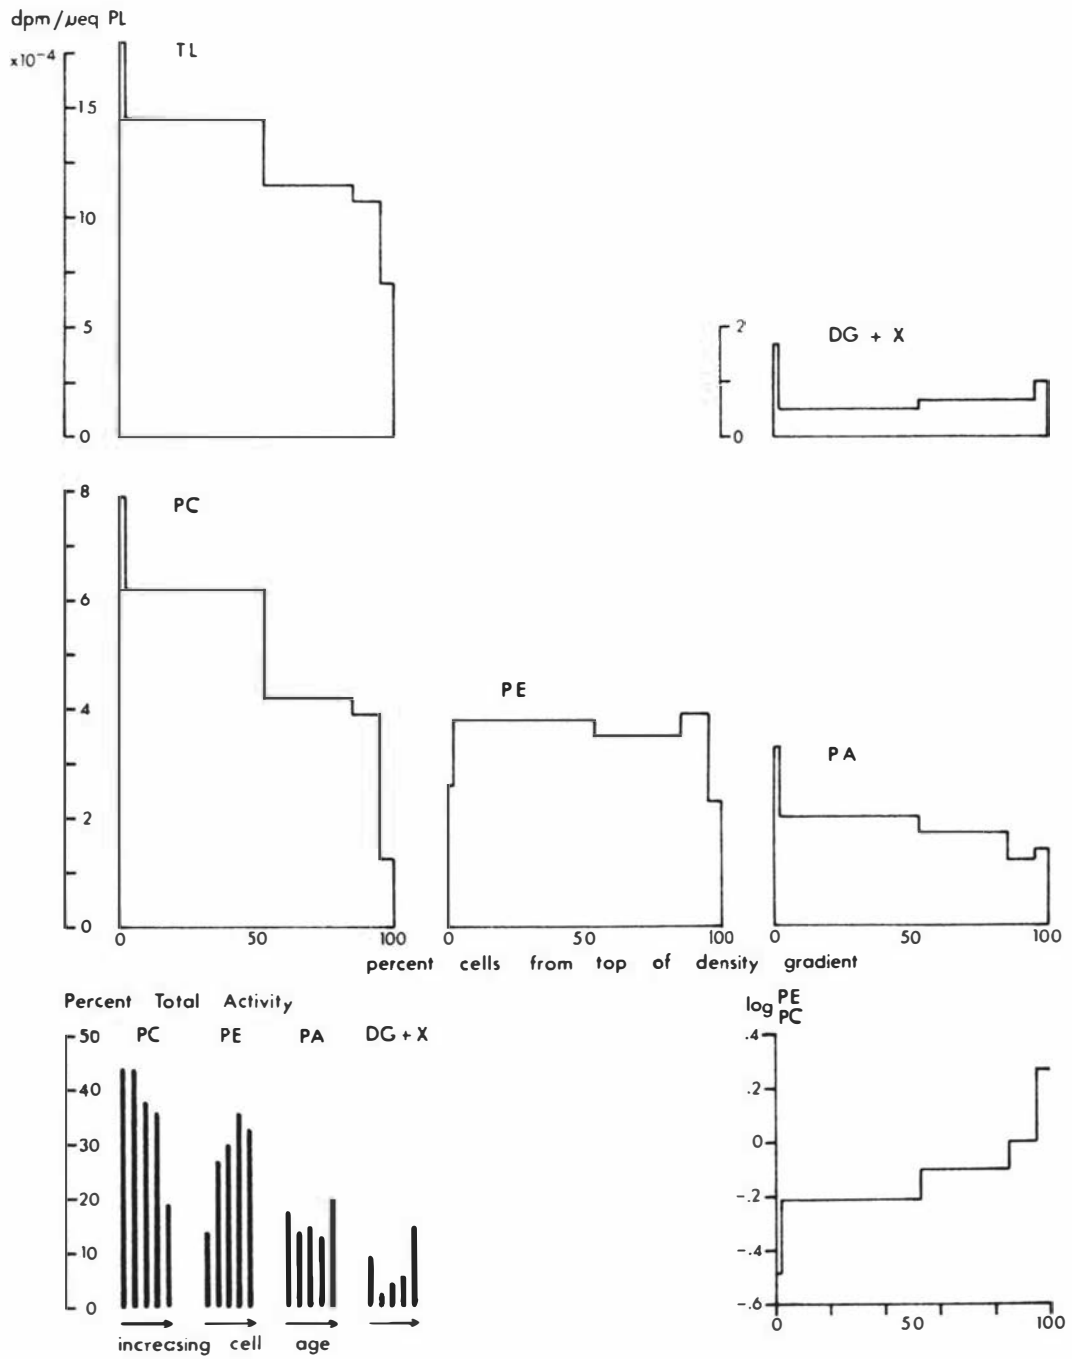 dpm/μeq PL
x10⁻⁴
TL
15
10
5
0
2
DG + X
0
8
PC
6
4
2
0
PE
PA
0 50 100 0 50 100 0 50 100
percent cells from top of density gradient
Percent Total Activity
50 PC PE PA DG + X
40
30
20
10
0
increasing cell age
log PE
PC
.4
.2
0
-.2
-.4
-.6
0 50 100